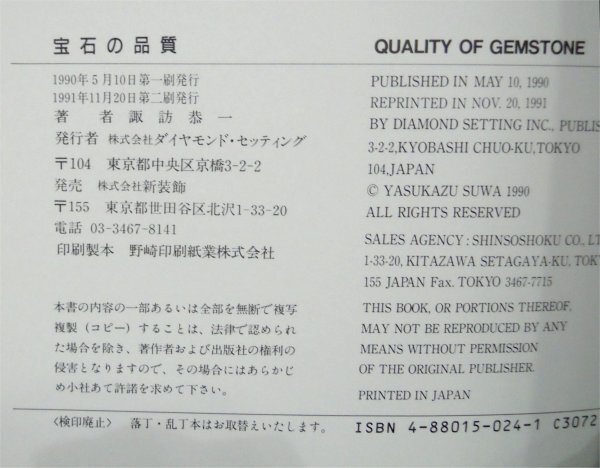 宝石の品質
1990年5月10日第一刷発行
1991年11月20日第二刷発行
著 者 諏訪恭一
発行者 株式会社ダイヤモンド・セッティング
〒104 東京都中央区京橋3-2-2
発売 株式会社新装飾
〒155 東京都世田谷区北沢1-33-20
電話 03-3467-8141
印刷製本 野崎印刷紙業株式会社
本書の内容の一部あるいは全部を無断で複写
複製(コピー)することは、法律で認められ
た場合を除き、著作者および出版社の権利の
侵害となりますので、その場合にはあらかじ
め小社あて許諾を求めて下さい。
〈検印廃止〉 落丁・乱丁本はお取替えいたします。
QUALITY OF GEMSTONE
PUBLISHED IN MAY 10, 1990
REPRINTED IN NOV. 20, 1991
BY DIAMOND SETTING INC., PUBLIS
3-2-2, KYOBASHI CHUO-KU, TOKYO
104, JAPAN
© YASUKAZU SUWA 1990
ALL RIGHTS RESERVED
SALES AGENCY : SHINSOSHOKU CO., LT
1-33-20, KITAZAWA SETAGAYA-KU, TO
155 JAPAN Fax. TOKYO 3467-7715
THIS BOOK, OR PORTIONS THEREOF,
MAY NOT BE REPRODUCED BY ANY
MEANS WITHOUT PERMISSION
OF THE ORIGINAL PUBLISHER.
PRINTED IN JAPAN
ISBN 4-88015-024-1 C3072